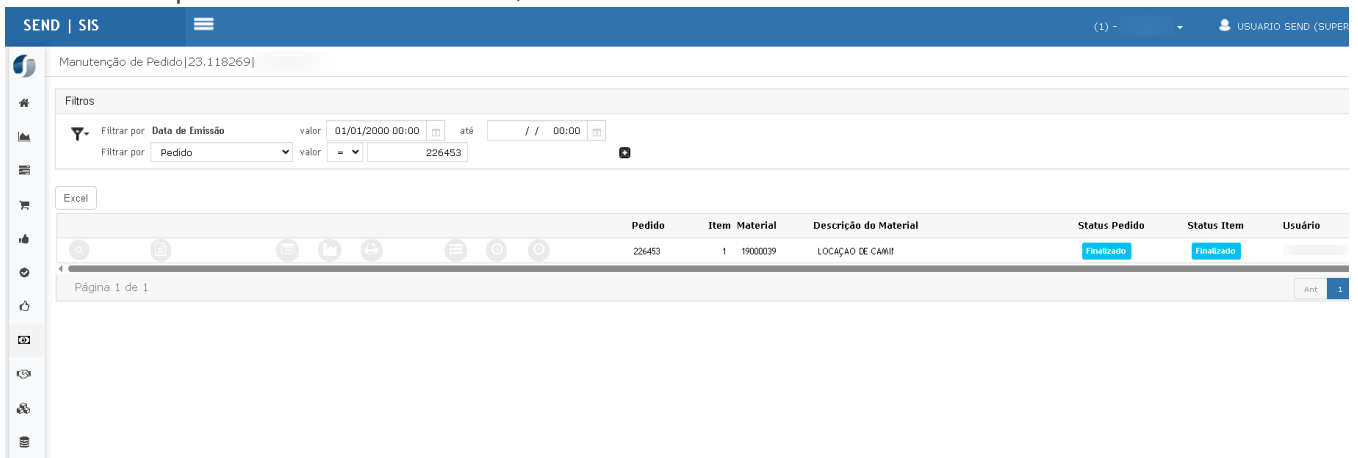 SEND | SIS (1) - USUARIO SEND (SUPER
Manutenção de Pedido|23.118269|
Filtros
Filtrar por Data de Emissão valor 01/01/2000 00:00 até / / 00:00
Filtrar por Pedido valor = 226453
Excel
Pedido Item Material Descrição do Material Status Pedido Status Item Usuário
226453 1 19000039 LOCAÇAO DE CAMI Finalizado Finalizado
Página 1 de 1 Ant 1